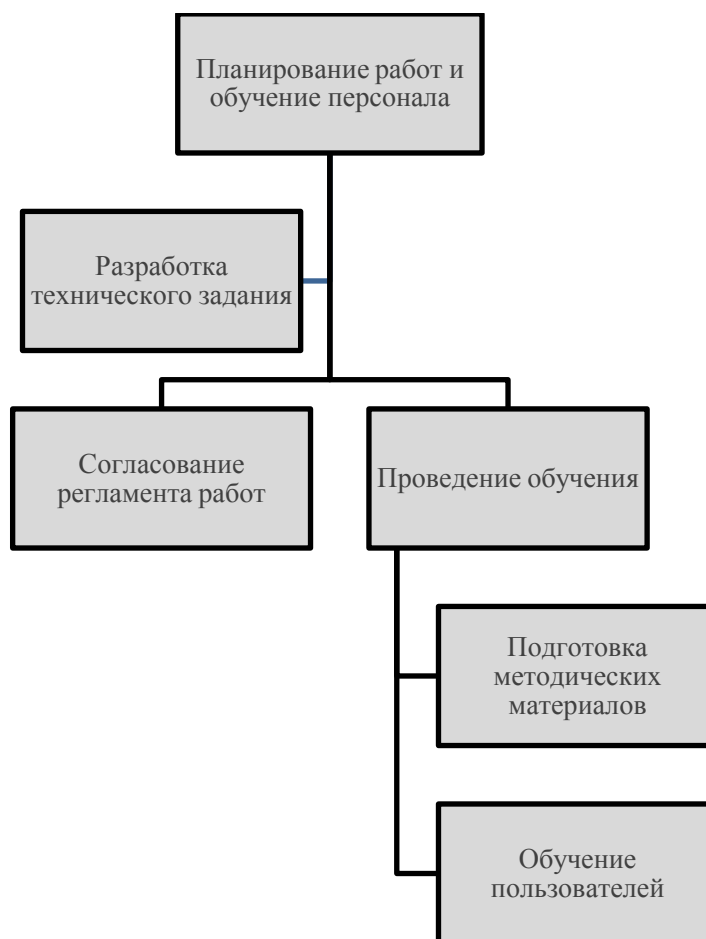 Планирование работ и
обучение персонала
Разработка
технического задания
Согласование
регламента работ
Проведение обучения
Подготовка
методических
материалов
Обучение
пользователей